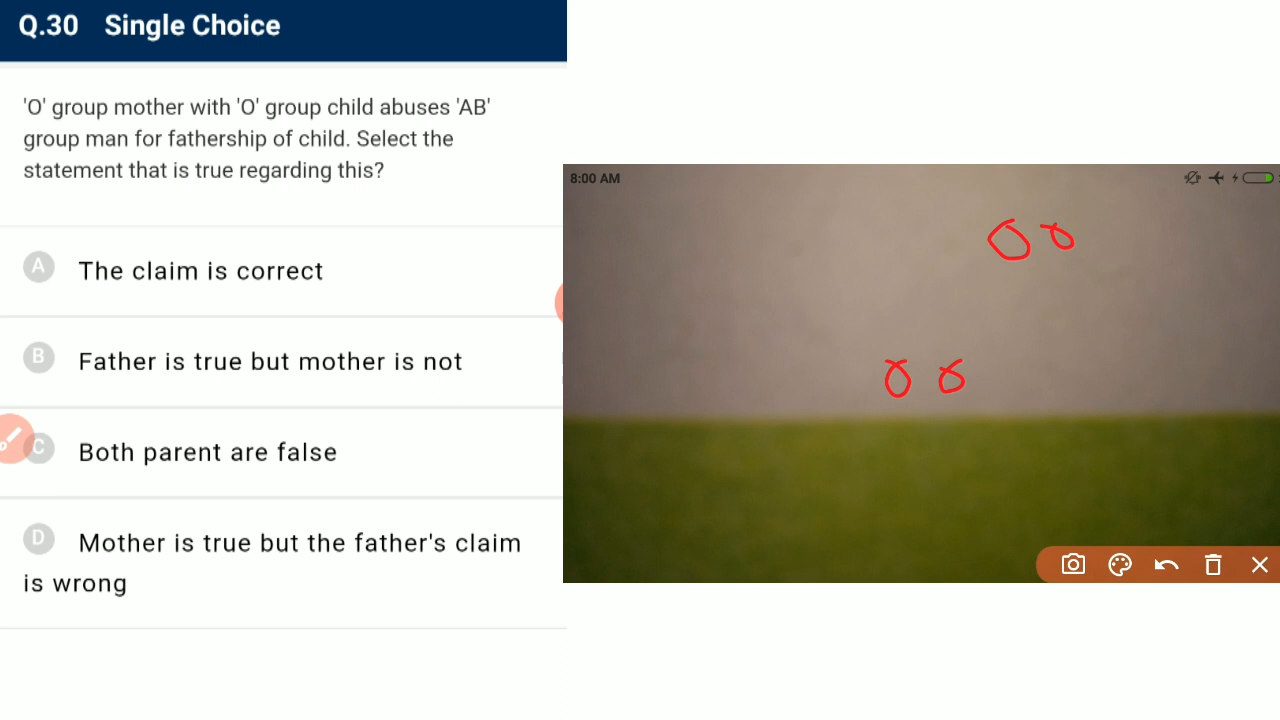 Q.30 Single Choice
'O' group mother with 'O' group child abuses 'AB'
group man for fathership of child. Select the
statement that is true regarding this?
A The claim is correct
B Father is true but mother is not
C Both parent are false
D Mother is true but the father's claim
is wrong
8:00 AM
O O
O O